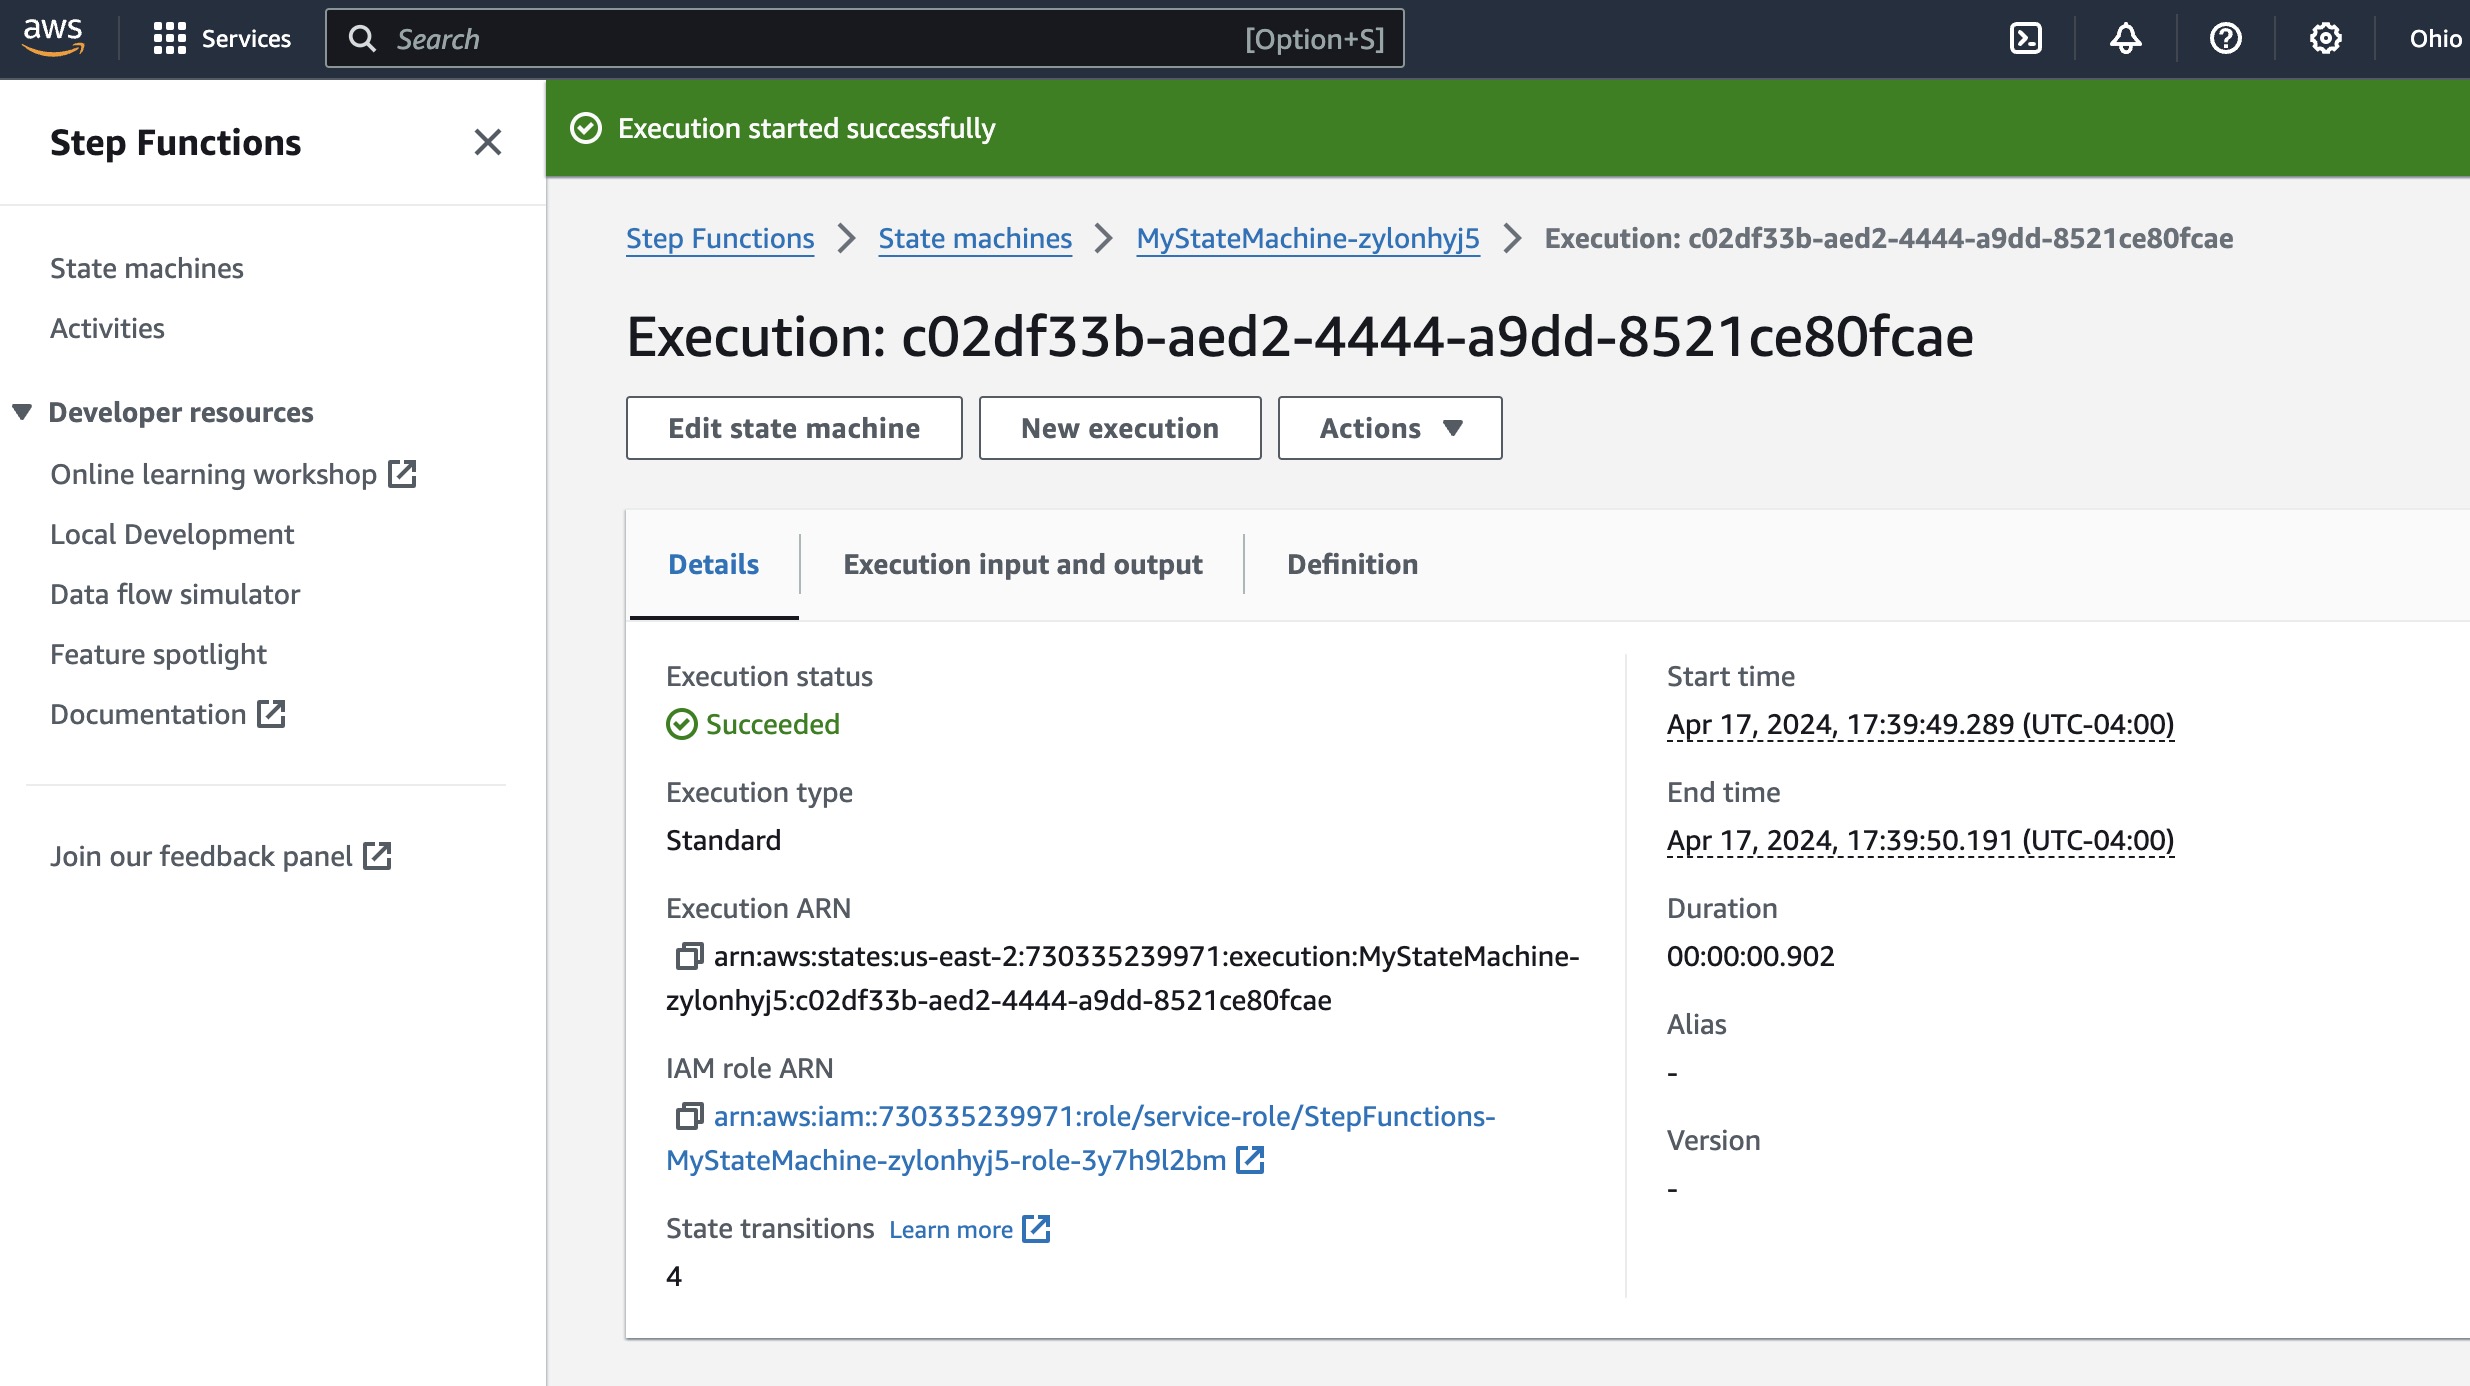 aws
Services
Search
[Option+S]
Ohio
Step Functions
State machines
Activities
Developer resources
Online learning workshop
Local Development
Data flow simulator
Feature spotlight
Documentation
Join our feedback panel
Execution started successfully
Step Functions
State machines
MyStateMachine-zylonhyj5
Execution: c02df33b-aed2-4444-a9dd-8521ce80fcae
Execution: c02df33b-aed2-4444-a9dd-8521ce80fcae
Edit state machine
New execution
Actions
Details
Execution input and output
Definition
Execution status
Succeeded
Execution type
Standard
Execution ARN
arn:aws:states:us-east-2:730335239971:execution:MyStateMachine-
zylonhyj5:c02df33b-aed2-4444-a9dd-8521ce80fcae
IAM role ARN
arn:aws:iam::730335239971:role/service-role/StepFunctions-
MyStateMachine-zylonhyj5-role-3y7h9l2bm
State transitions Learn more
4
Start time
Apr 17, 2024, 17:39:49.289 (UTC-04:00)
End time
Apr 17, 2024, 17:39:50.191 (UTC-04:00)
Duration
00:00:00.902
Alias
-
Version
-